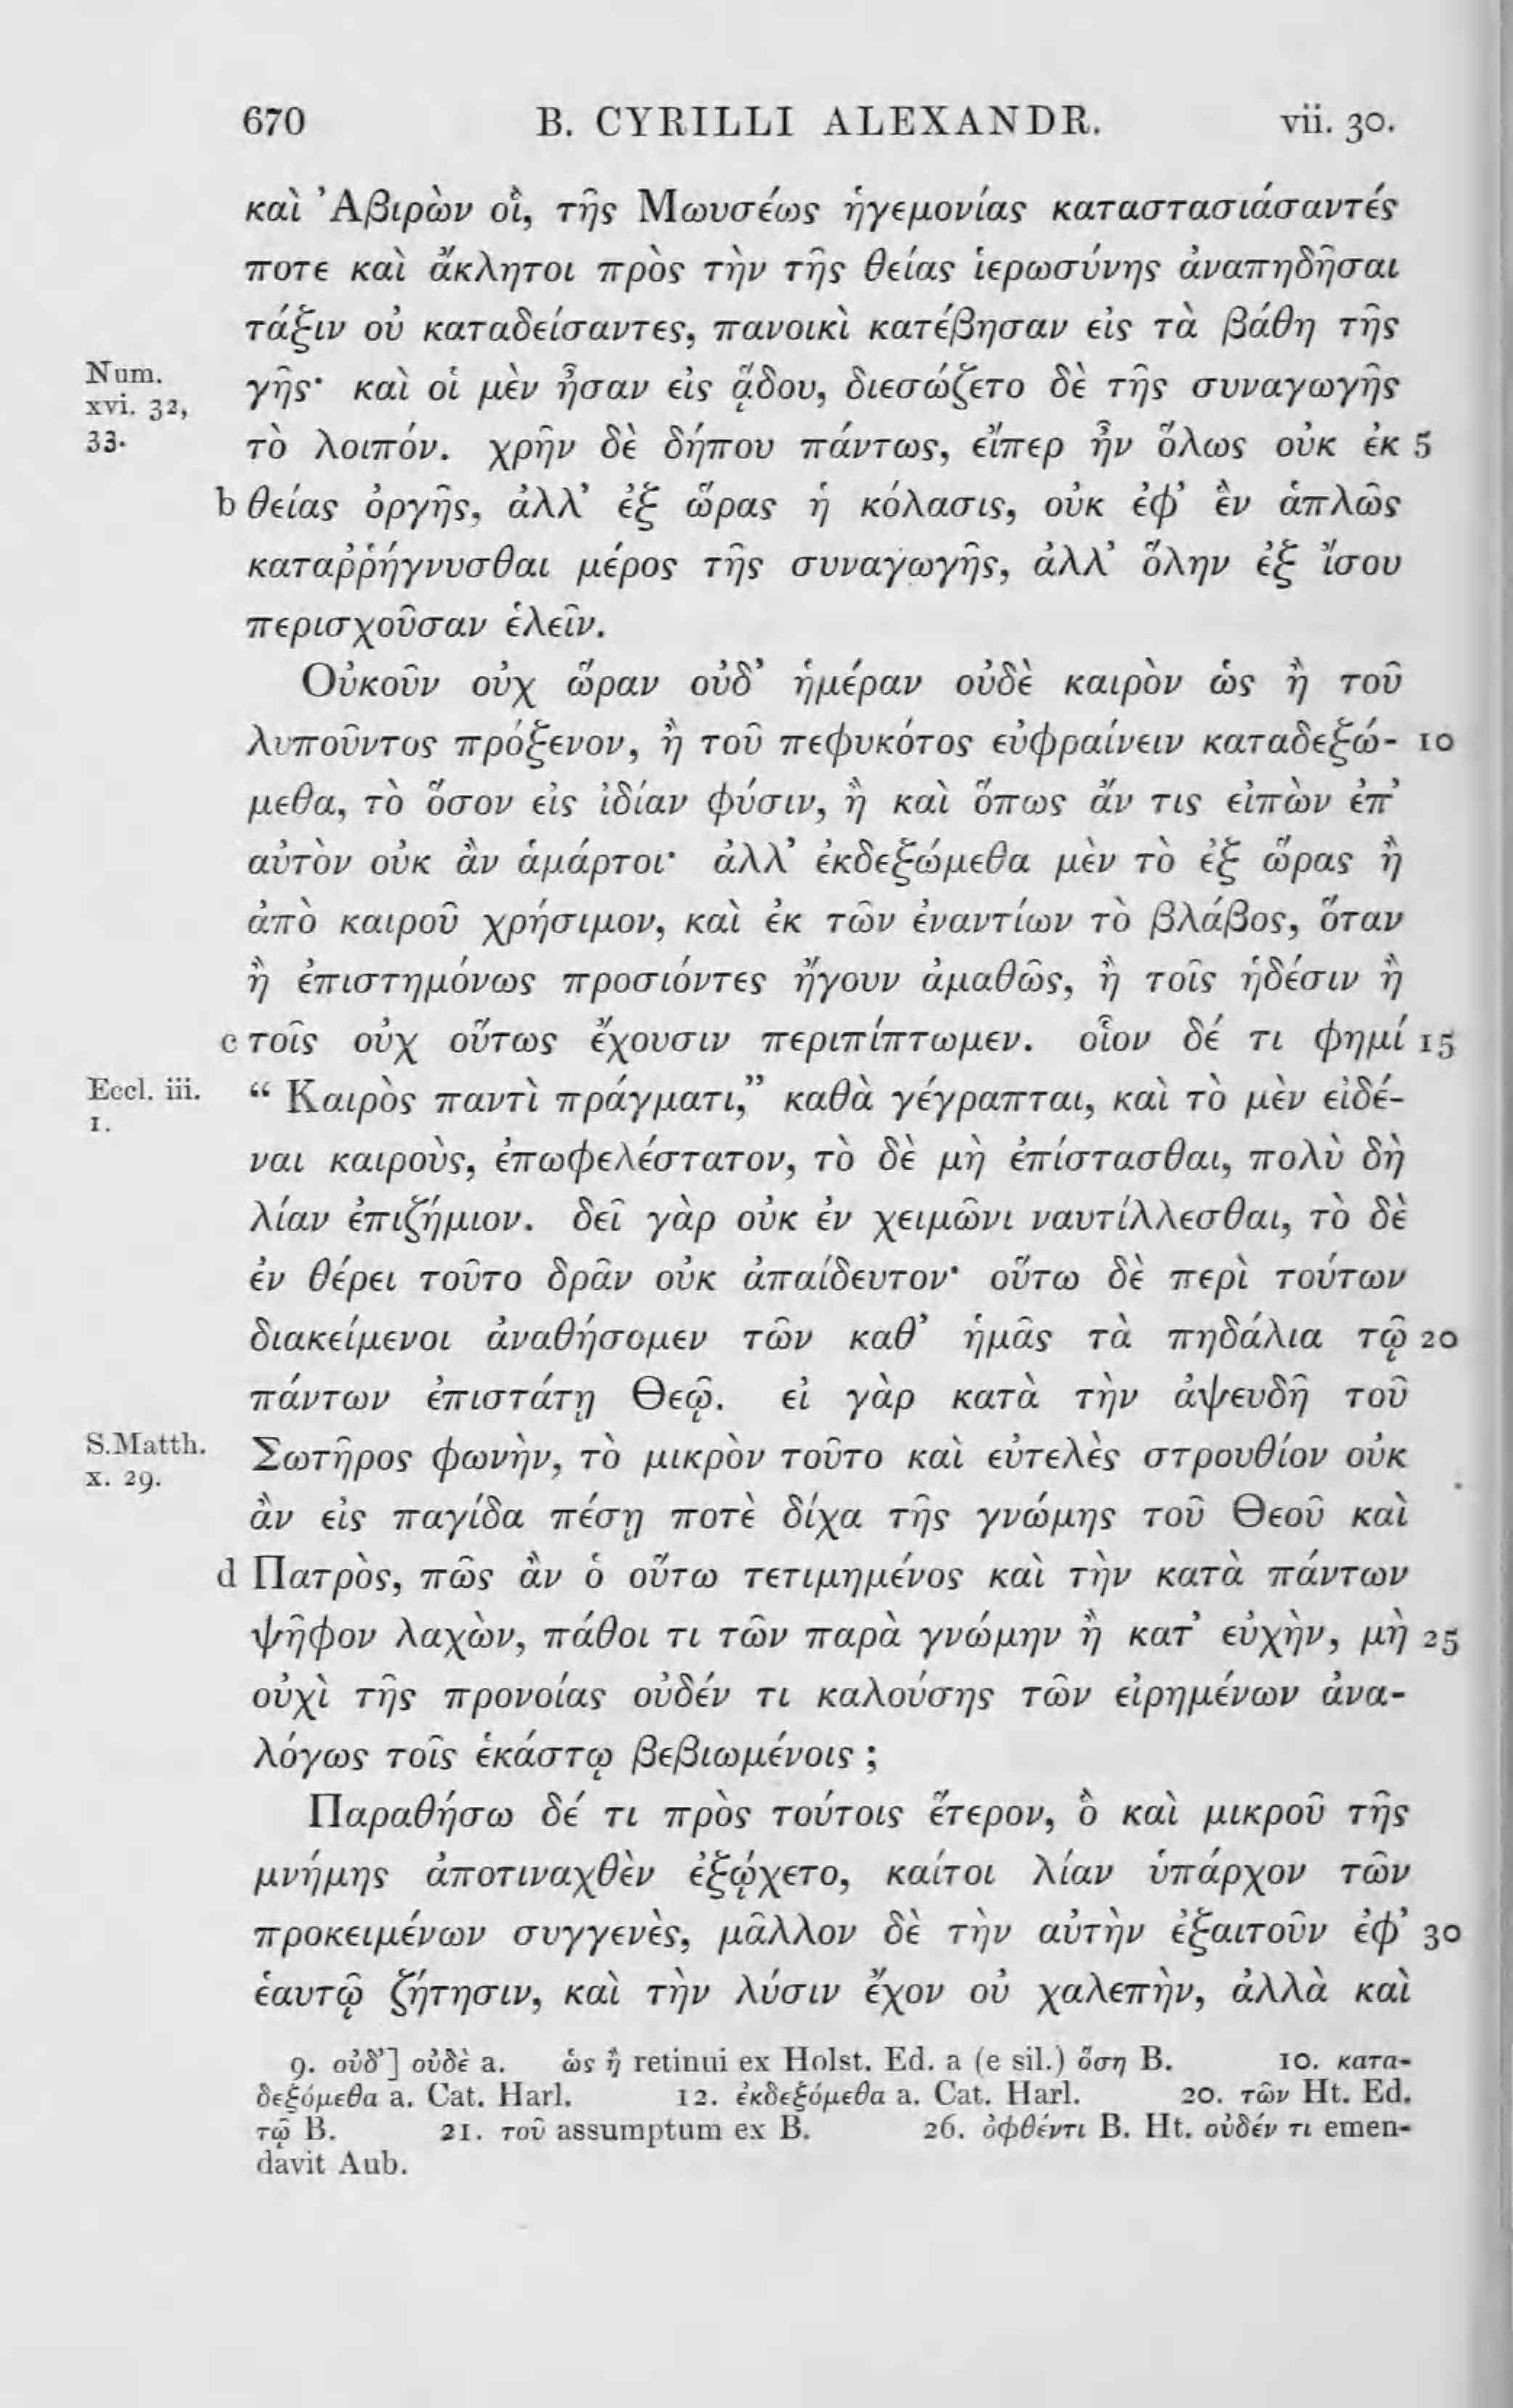 670 B. CYRILLI ALEXANDR. vii. 30.
καὶ Ἀβιρὼν οἳ, τῆς Μωυσέως ἡγεμονίας καταστασιάσαντές
ποτε καὶ ἄκλητοι πρὸς τὴν τῆς θείας ἱερωσύνης ἀναπηδῆσαι
τάξιν οὐ καταδείσαντες, πανοικὶ κατέβησαν εἰς τὰ βάθη τῆς
Num. xvi. 32, 33. γῆς· καὶ οἱ μὲν ἦσαν εἰς ᾅδου, διεσώζετο δὲ τῆς συναγωγῆς
τὸ λοιπόν. χρῆν δὲ δήπου πάντως, εἴπερ ἦν ὅλως οὐκ ἐκ 5
b θείας ὀργῆς, ἀλλ’ ἐξ ὥρας ἡ κόλασις, οὐκ ἐφ’ ἓν ἁπλῶς
καταῤῥήγνυσθαι μέρος τῆς συναγωγῆς, ἀλλ’ ὅλην ἐξ ἴσου
περισχοῦσαν ἑλεῖν.
Οὐκοῦν οὐχ ὥραν οὐδ’ ἡμέραν οὐδὲ καιρὸν ὡς ἢ τοῦ
λυποῦντος πρόξενον, ἢ τοῦ πεφυκότος εὐφραίνειν καταδεξώ- 10
μεθα, τὸ ὅσον εἰς ἰδίαν φύσιν, ἢ καὶ ὅπως ἄν τις εἰπὼν ἐπ’
αὐτὸν οὐκ ἂν ἁμάρτοι· ἀλλ’ ἐκδεξώμεθα μὲν τὸ ἐξ ὥρας ἢ
ἀπὸ καιροῦ χρήσιμον, καὶ ἐκ τῶν ἐναντίων τὸ βλάβος, ὅταν
ἢ ἐπιστημόνως προσιόντες ἤγουν ἀμαθῶς, ἢ τοῖς ἡδέσιν ἢ
c τοῖς οὐχ οὕτως ἔχουσιν περιπίπτωμεν. οἷον δέ τι φημί 15
Eccl. iii. 1. “ Καιρὸς παντὶ πράγματι,” καθὰ γέγραπται, καὶ τὸ μὲν εἰδέ-
ναι καιροὺς, ἐπωφελέστατον, τὸ δὲ μὴ ἐπίστασθαι, πολὺ δὴ
λίαν ἐπιζήμιον. δεῖ γὰρ οὐκ ἐν χειμῶνι ναυτίλλεσθαι, τὸ δὲ
ἐν θέρει τοῦτο δρᾶν οὐκ ἀπαίδευτον· οὕτω δὲ περὶ τούτων
διακείμενοι ἀναθήσομεν τῶν καθ’ ἡμᾶς τὰ πηδάλια τῷ 20
πάντων ἐπιστάτῃ Θεῷ. εἰ γὰρ κατὰ τὴν ἀψευδῆ τοῦ
S.Matth. x. 29. Σωτῆρος φωνὴν, τὸ μικρὸν τοῦτο καὶ εὐτελὲς στρουθίον οὐκ
ἂν εἰς παγίδα πέσῃ ποτὲ δίχα τῆς γνώμης τοῦ Θεοῦ καὶ
d Πατρὸς, πῶς ἂν ὁ οὕτω τετιμημένος καὶ τὴν κατὰ πάντων
ψῆφον λαχὼν, πάθοι τι τῶν παρὰ γνώμην ἢ κατ’ εὐχὴν, μὴ 25
οὐχὶ τῆς προνοίας οὐδέν τι καλούσης τῶν εἰρημένων ἀνα-
λόγως τοῖς ἑκάστῳ βεβιωμένοις ;
Παραθήσω δέ τι πρὸς τούτοις ἕτερον, ὃ καὶ μικροῦ τῆς
μνήμης ἀποτιναχθὲν ἐξῴχετο, καίτοι λίαν ὑπάρχον τῶν
προκειμένων συγγενὲς, μᾶλλον δὲ τὴν αὐτὴν ἐξαιτοῦν ἐφ’ 30
ἑαυτῷ ζήτησιν, καὶ τὴν λύσιν ἔχον οὐ χαλεπὴν, ἀλλὰ καὶ
9. οὐδ’] οὐδὲ a. ὡς ἢ retinui ex Holst. Ed. a (e sil.) ὅση B. 10. κατα-
δεξόμεθα a. Cat. Harl. 12. ἐκδεξόμεθα a. Cat. Harl. 20. τῶν Ht. Ed.
τῷ B. 21. τοῦ assumptum ex B. 26. ὀφθέντι B. Ht. οὐδέν τι emen-
davit Aub.